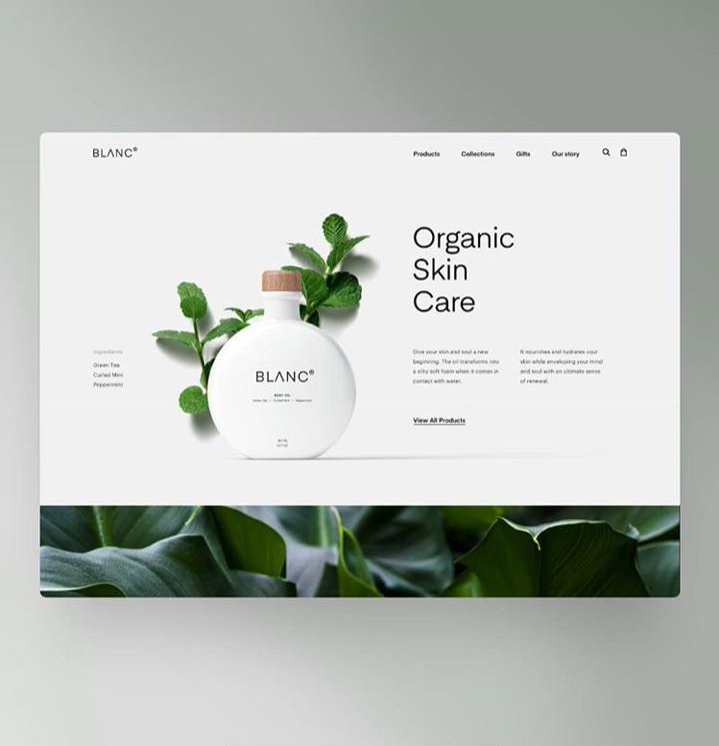 BLΛNC®
Products Collections Gifts Our story
Organic
Skin
Care
Ingredients
Green Tea
Curled Mint
Peppermint
Give your skin and soul a new
beginning. The oil transforms into
a silky soft foam when it comes in
contact with water.
It nourishes and hydrates your
skin while enveloping your mind
and soul with an ultimate sense
of renewal.
View All Products
BLΛNC®
BODY OIL
Green Tea | Curled Mint | Peppermint